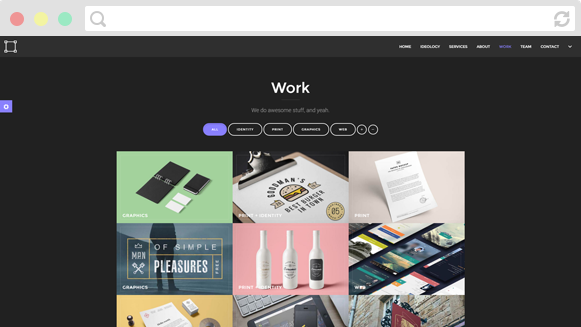 HOME IDEOLOGY SERVICES ABOUT WORK TEAM CONTACT
Work
We do awesome stuff, and yeah.
ALL IDENTITY PRINT GRAPHICS WEB + −
GOODMAN'S
BEST BURGER
IN TOWN
05
GRAPHICS
PRINT + IDENTITY
PRINT
MAN
OF SIMPLE
PLEASURES
FREE
GRAPHICS
PRINT + IDENTITY
WEB